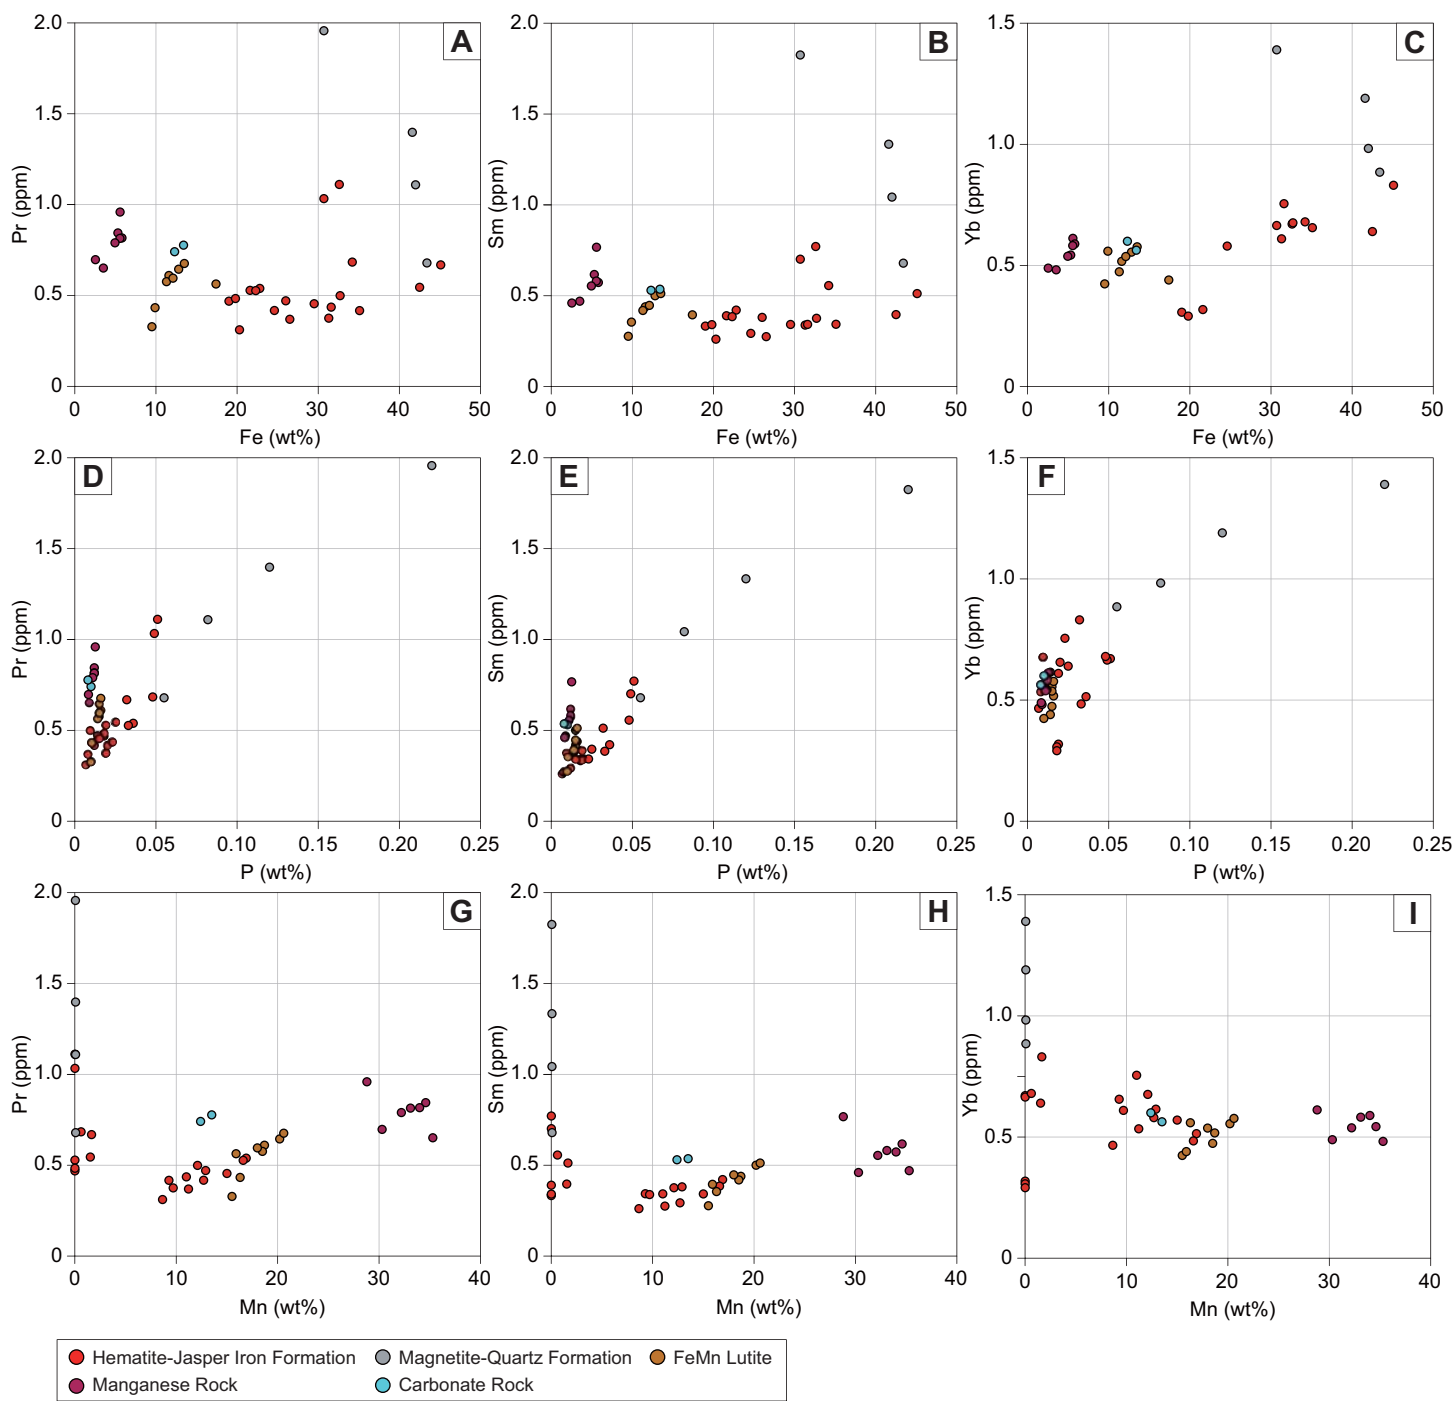 A
2.0
1.5
1.0
0.5
0
Pr (ppm)
0 10 20 30 40 50
Fe (wt%)
B
2.0
1.5
1.0
0.5
0
Sm (ppm)
0 10 20 30 40 50
Fe (wt%)
C
1.5
1.0
0.5
0
Yb (ppm)
0 10 20 30 40 50
Fe (wt%)
D
2.0
1.5
1.0
0.5
0
Pr (ppm)
0 0.05 0.10 0.15 0.20 0.25
P (wt%)
E
2.0
1.5
1.0
0.5
0
Sm (ppm)
0 0.05 0.10 0.15 0.20 0.25
P (wt%)
F
1.5
1.0
0.5
0
Yb (ppm)
0 0.05 0.10 0.15 0.20 0.25
P (wt%)
G
2.0
1.5
1.0
0.5
0
Pr (ppm)
0 10 20 30 40
Mn (wt%)
H
2.0
1.5
1.0
0.5
0
Sm (ppm)
0 10 20 30 40
Mn (wt%)
I
1.5
1.0
0.5
0
Yb (ppm)
0 10 20 30 40
Mn (wt%)
Hematite-Jasper Iron Formation Magnetite-Quartz Formation FeMn Lutite
Manganese Rock Carbonate Rock